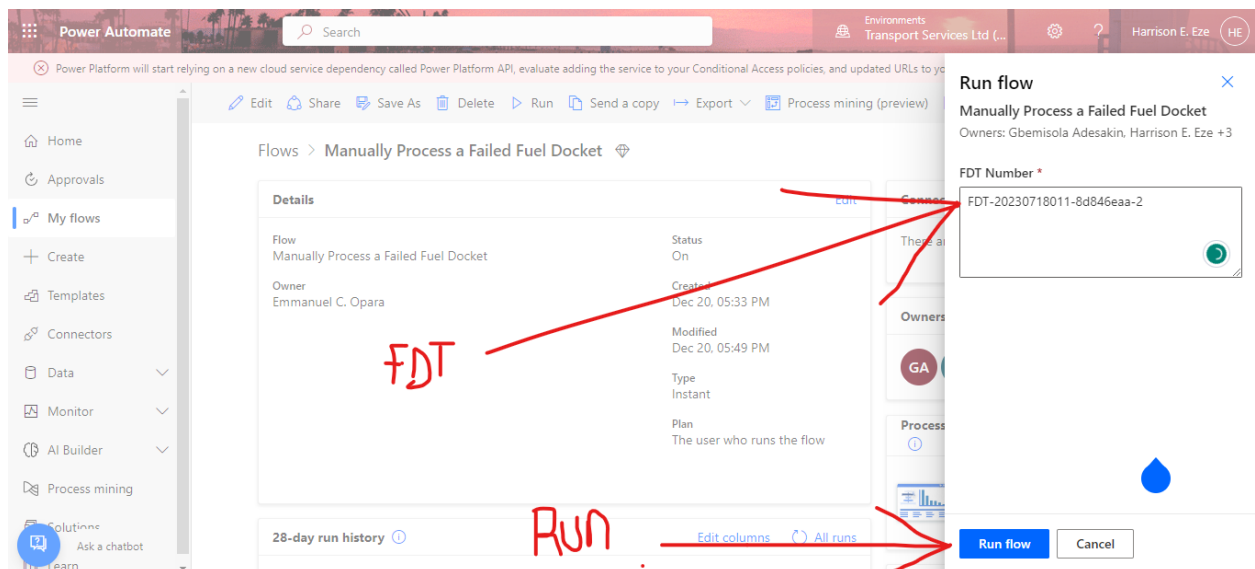 Power Automate
Search
Environments
Transport Services Ltd (...
Harrison E. Eze
HE
Power Platform will start relying on a new cloud service dependency called Power Platform API, evaluate adding the service to your Conditional Access policies, and updated URLs to yo
Edit
Share
Save As
Delete
Run
Send a copy
Export
Process mining (preview)
Home
Approvals
My flows
Create
Templates
Connectors
Data
Monitor
AI Builder
Process mining
Solutions
Ask a chatbot
Learn
Flows > Manually Process a Failed Fuel Docket
Details
Edit
Flow
Manually Process a Failed Fuel Docket
Owner
Emmanuel C. Opara
Status
On
Created
Dec 20, 05:33 PM
Modified
Dec 20, 05:49 PM
Type
Instant
Plan
The user who runs the flow
FDT
28-day run history
Edit columns
All runs
Run
Connec
There a
Owners
GA
Process
Run flow
Manually Process a Failed Fuel Docket
Owners: Gbemisola Adesakin, Harrison E. Eze +3
FDT Number *
FDT-20230718011-8d846eaa-2
Run flow
Cancel